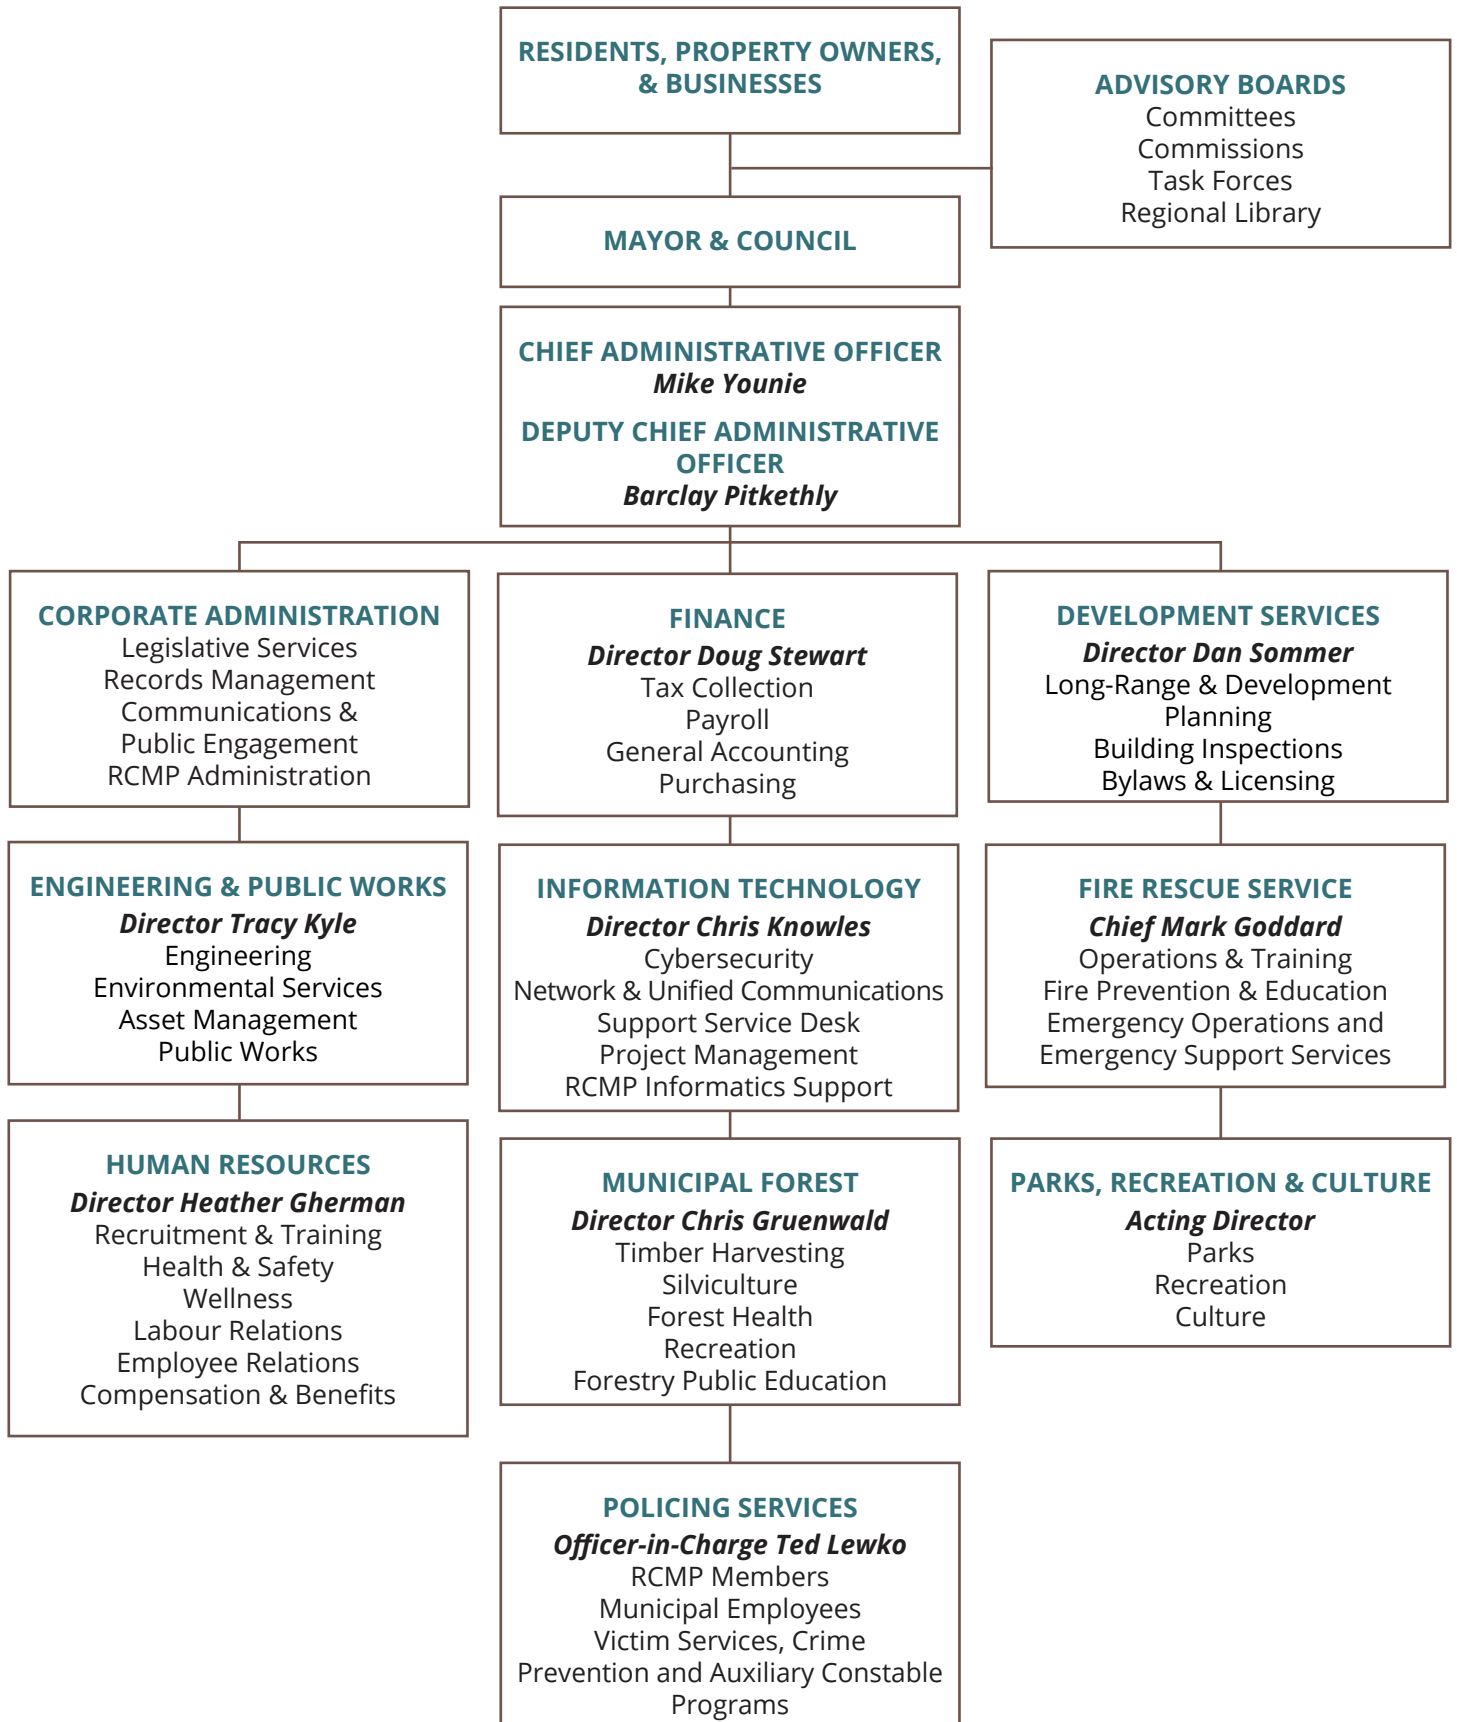 RESIDENTS, PROPERTY OWNERS,
& BUSINESSES
ADVISORY BOARDS
Committees
Commissions
Task Forces
Regional Library
MAYOR & COUNCIL
CHIEF ADMINISTRATIVE OFFICER
Mike Younie
DEPUTY CHIEF ADMINISTRATIVE
OFFICER
Barclay Pitkethly
CORPORATE ADMINISTRATION
Legislative Services
Records Management
Communications &
Public Engagement
RCMP Administration
FINANCE
Director Doug Stewart
Tax Collection
Payroll
General Accounting
Purchasing
DEVELOPMENT SERVICES
Director Dan Sommer
Long-Range & Development
Planning
Building Inspections
Bylaws & Licensing
ENGINEERING & PUBLIC WORKS
Director Tracy Kyle
Engineering
Environmental Services
Asset Management
Public Works
INFORMATION TECHNOLOGY
Director Chris Knowles
Cybersecurity
Network & Unified Communications
Support Service Desk
Project Management
RCMP Informatics Support
FIRE RESCUE SERVICE
Chief Mark Goddard
Operations & Training
Fire Prevention & Education
Emergency Operations and
Emergency Support Services
HUMAN RESOURCES
Director Heather Gherman
Recruitment & Training
Health & Safety
Wellness
Labour Relations
Employee Relations
Compensation & Benefits
MUNICIPAL FOREST
Director Chris Gruenwald
Timber Harvesting
Silviculture
Forest Health
Recreation
Forestry Public Education
PARKS, RECREATION & CULTURE
Acting Director
Parks
Recreation
Culture
POLICING SERVICES
Officer-in-Charge Ted Lewko
RCMP Members
Municipal Employees
Victim Services, Crime
Prevention and Auxiliary Constable
Programs